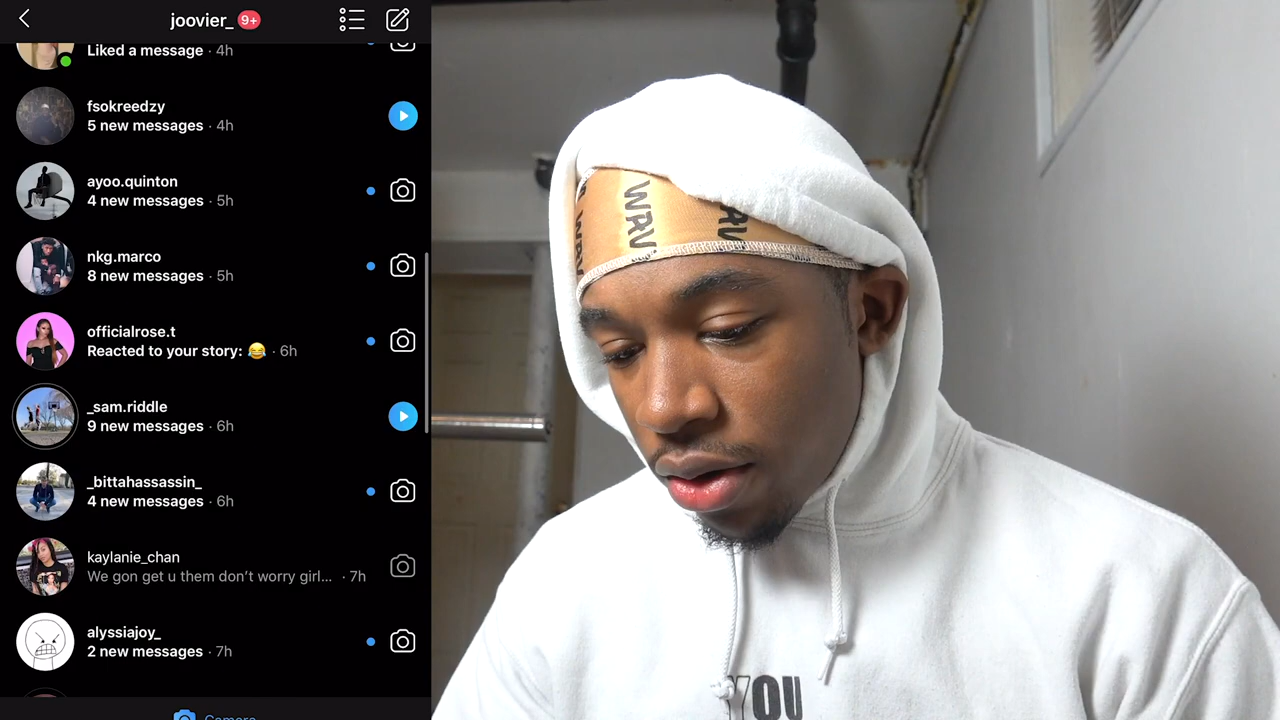 joovier_ 9+
Liked a message · 4h
fsokreedzy
5 new messages · 4h
ayoo.quinton
4 new messages · 5h
nkg.marco
8 new messages · 5h
officialrose.t
Reacted to your story: 😂 · 6h
_sam.riddle
9 new messages · 6h
_bittahassassin_
4 new messages · 6h
kaylanie_chan
We gon get u them don’t worry girl... · 7h
alyssiajoy_
2 new messages · 7h
Camera
WAV
YOU